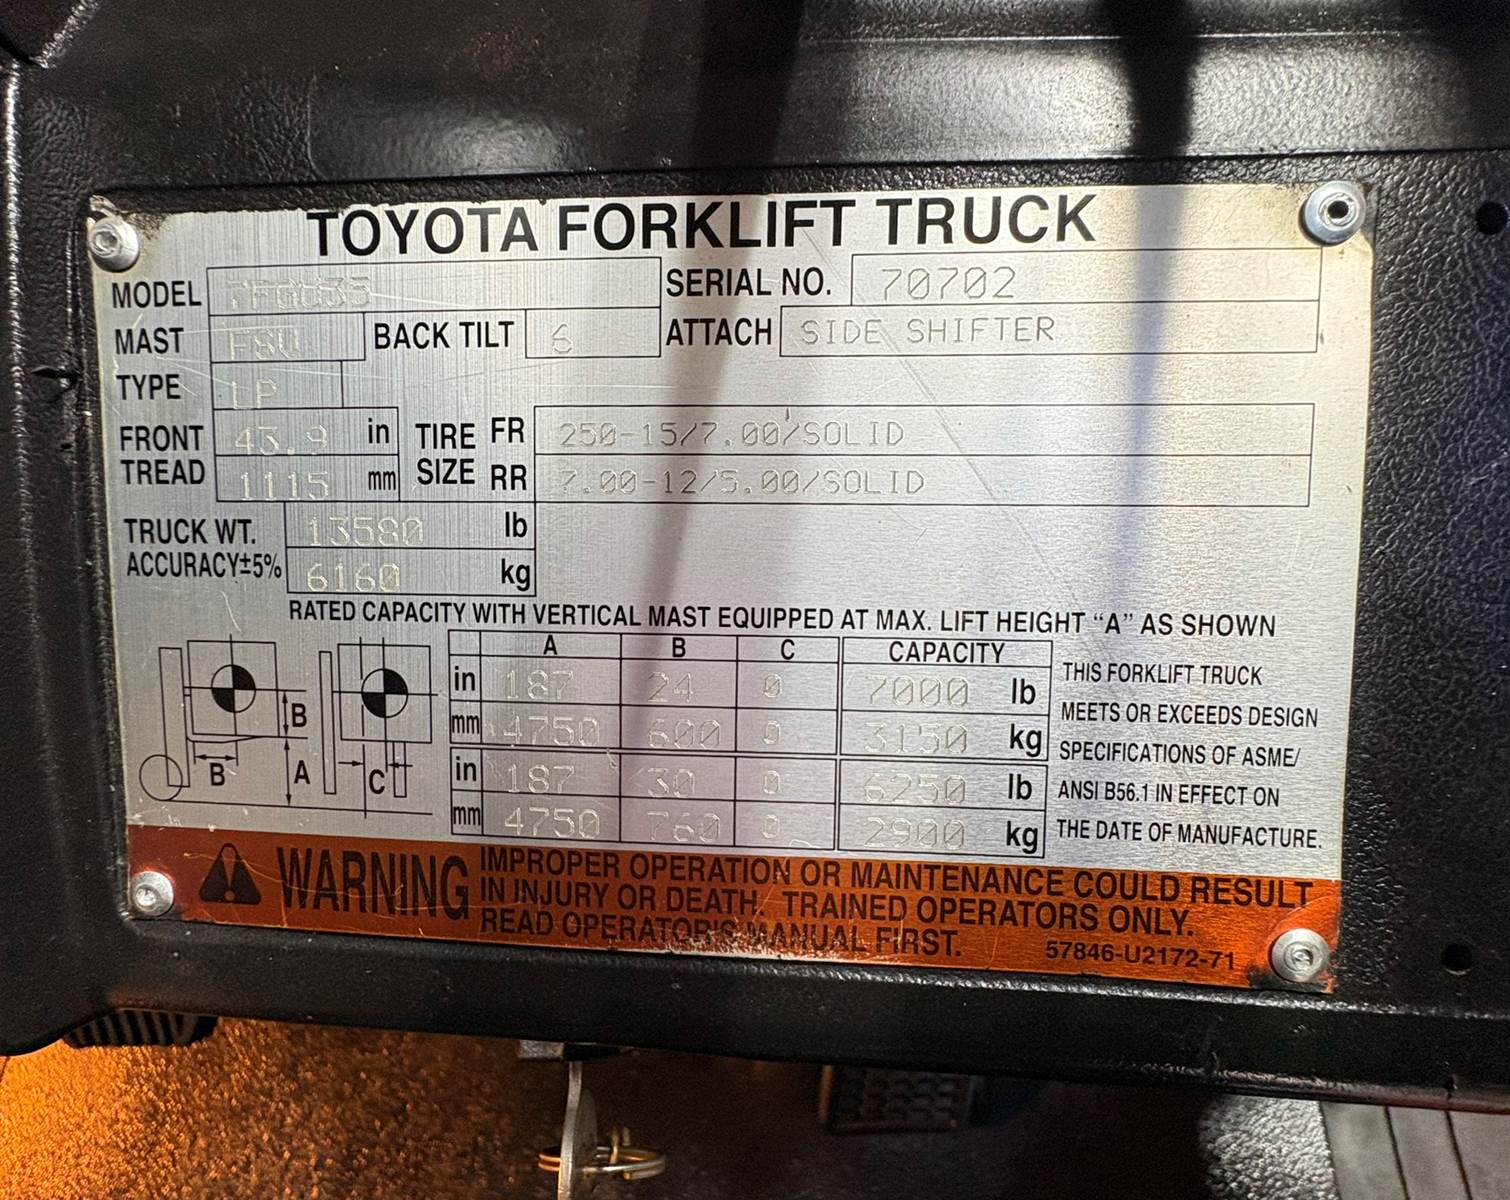 TOYOTA FORKLIFT TRUCK
MODEL 7FGU35 SERIAL NO. 70702
MAST FSV BACK TILT 6 ATTACH SIDE SHIFTER
TYPE LP
FRONT TREAD 43.9 in TIRE SIZE FR 250-15/7.00/SOLID
1115 mm RR 7.00-12/5.00/SOLID
TRUCK WT. 13580 lb
ACCURACY±5% 6160 kg
RATED CAPACITY WITH VERTICAL MAST EQUIPPED AT MAX. LIFT HEIGHT “A” AS SHOWN
A B C CAPACITY
in 187 24 0 7000 lb
mm 4750 600 0 3150 kg
in 187 30 0 6250 lb
mm 4750 760 0 2900 kg
B
B A C
THIS FORKLIFT TRUCK
MEETS OR EXCEEDS DESIGN
SPECIFICATIONS OF ASME/
ANSI B56.1 IN EFFECT ON
THE DATE OF MANUFACTURE.
WARNING
IMPROPER OPERATION OR MAINTENANCE COULD RESULT
IN INJURY OR DEATH. TRAINED OPERATORS ONLY.
READ OPERATOR'S MANUAL FIRST. 57846-U2172-71